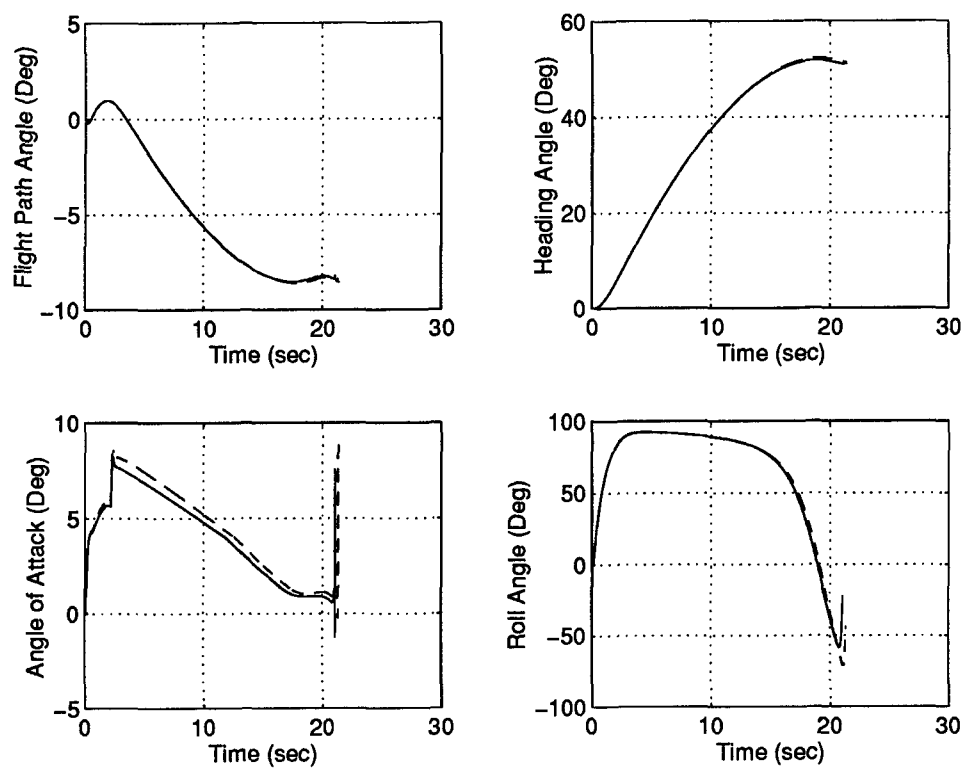 Flight Path Angle (Deg)
5
0
−5
−10
0 10 20 30
Time (sec)
Heading Angle (Deg)
60
40
20
0
0 10 20 30
Time (sec)
Angle of Attack (Deg)
10
5
0
−5
0 10 20 30
Time (sec)
Roll Angle (Deg)
100
50
0
−50
−100
0 10 20 30
Time (sec)